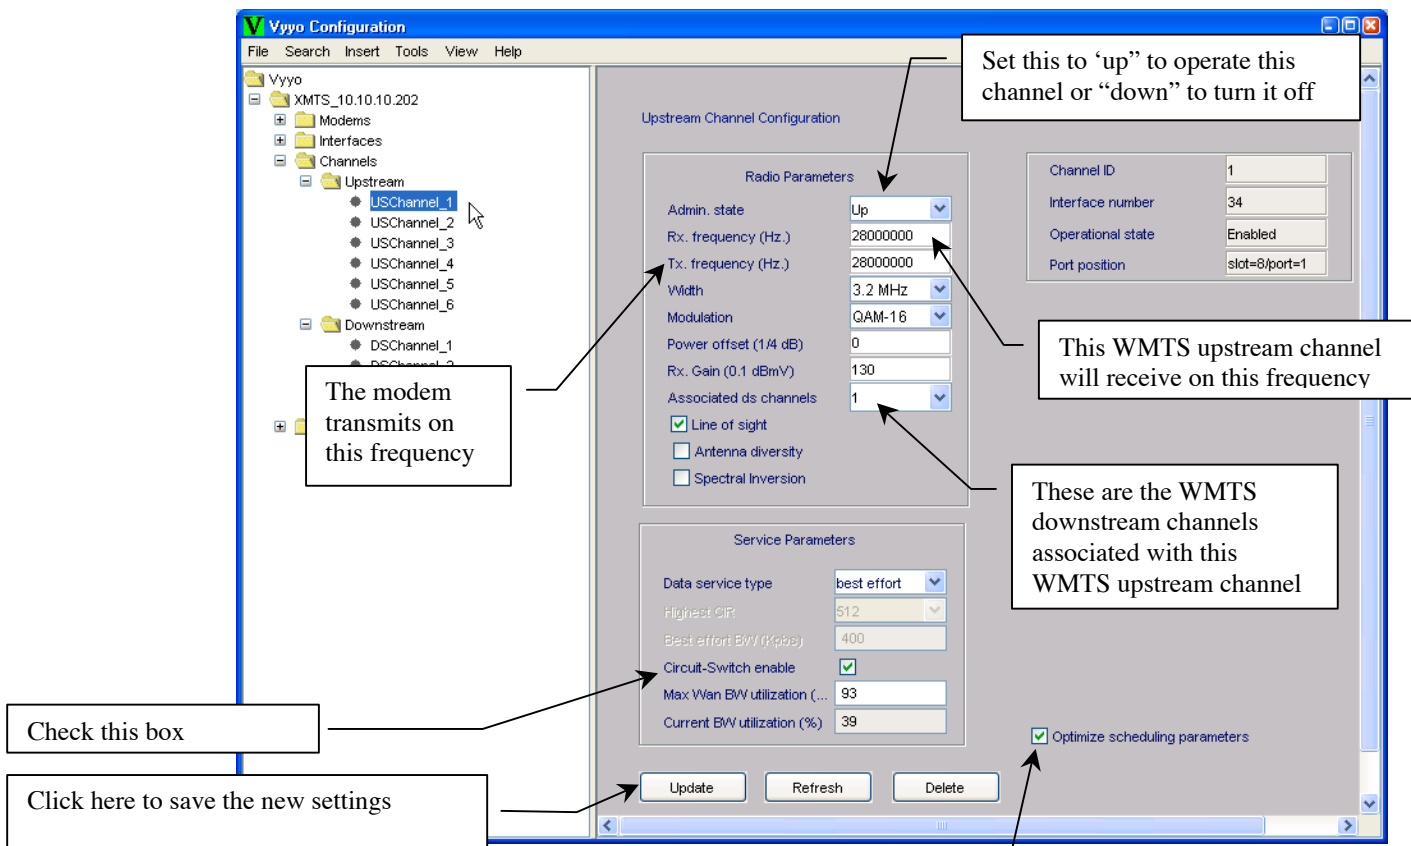 Vyyo Configuration
File Search Insert Tools View Help
Set this to ‘up” to operate this
channel or “down” to turn it off
Vyyo
XMTS_10.10.10.202
Modems
Interfaces
Channels
Upstream
USChannel_1
USChannel_2
USChannel_3
USChannel_4
USChannel_5
USChannel_6
Downstream
DSChannel_1
The modem
transmits on
this frequency
Upstream Channel Configuration
Radio Parameters
Admin. state Up
Rx. frequency (Hz.) 28000000
Tx. frequency (Hz.) 28000000
Width 3.2 MHz
Modulation QAM-16
Power offset (1/4 dB) 0
Rx. Gain (0.1 dBmV) 130
Associated ds channels 1
Line of sight
Antenna diversity
Spectral Inversion
Channel ID 1
Interface number 34
Operational state Enabled
Port position slot=8/port=1
This WMTS upstream channel
will receive on this frequency
These are the WMTS
downstream channels
associated with this
WMTS upstream channel
Service Parameters
Data service type best effort
Highest CIR 512
Best effort BW (Kpbs) 400
Circuit-Switch enable
Max Wan BW utilization (...  93
Current BW utilization (%) 39
Check this box
Optimize scheduling parameters
Click here to save the new settings
Update Refresh Delete